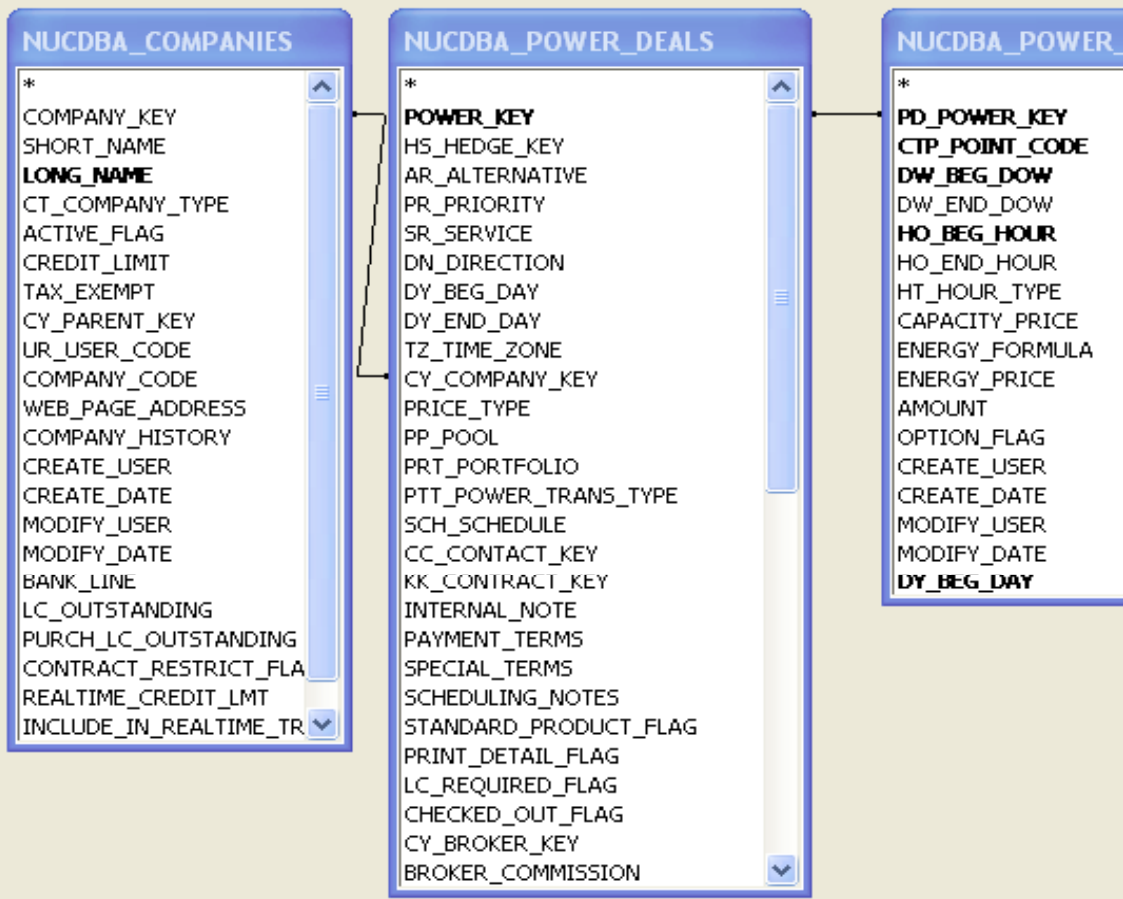 NUCDBA_COMPANIES
*
COMPANY_KEY
SHORT_NAME
LONG_NAME
CT_COMPANY_TYPE
ACTIVE_FLAG
CREDIT_LIMIT
TAX_EXEMPT
CY_PARENT_KEY
UR_USER_CODE
COMPANY_CODE
WEB_PAGE_ADDRESS
COMPANY_HISTORY
CREATE_USER
CREATE_DATE
MODIFY_USER
MODIFY_DATE
BANK_LINE
LC_OUTSTANDING
PURCH_LC_OUTSTANDING
CONTRACT_RESTRICT_FLA
REALTIME_CREDIT_LMT
INCLUDE_IN_REALTIME_TR
NUCDBA_POWER_DEALS
*
POWER_KEY
HS_HEDGE_KEY
AR_ALTERNATIVE
PR_PRIORITY
SR_SERVICE
DN_DIRECTION
DY_BEG_DAY
DY_END_DAY
TZ_TIME_ZONE
CY_COMPANY_KEY
PRICE_TYPE
PP_POOL
PRT_PORTFOLIO
PTT_POWER_TRANS_TYPE
SCH_SCHEDULE
CC_CONTACT_KEY
KK_CONTRACT_KEY
INTERNAL_NOTE
PAYMENT_TERMS
SPECIAL_TERMS
SCHEDULING_NOTES
STANDARD_PRODUCT_FLAG
PRINT_DETAIL_FLAG
LC_REQUIRED_FLAG
CHECKED_OUT_FLAG
CY_BROKER_KEY
BROKER_COMMISSION
NUCDBA_POWER_
*
PD_POWER_KEY
CTP_POINT_CODE
DW_BEG_DOW
DW_END_DOW
HO_BEG_HOUR
HO_END_HOUR
HT_HOUR_TYPE
CAPACITY_PRICE
ENERGY_FORMULA
ENERGY_PRICE
AMOUNT
OPTION_FLAG
CREATE_USER
CREATE_DATE
MODIFY_USER
MODIFY_DATE
DY_BEG_DAY